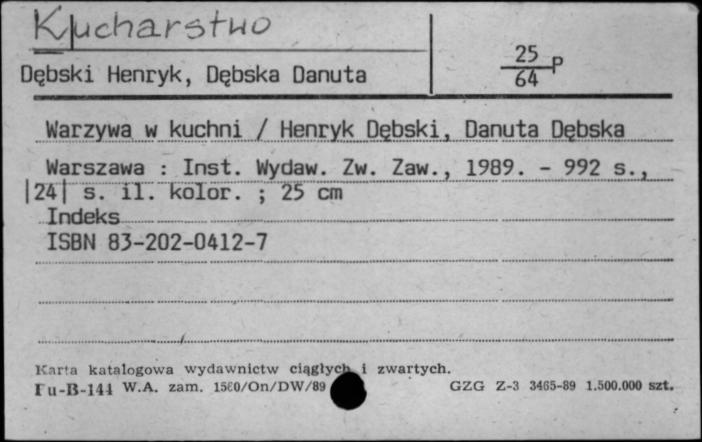 Kucharstwo
25
64 P
Dębski Henryk, Dębska Danuta
Warzywa w kuchni / Henryk Dębski, Danuta Dębska
Warszawa : Inst. Wydaw. Zw. Zaw., 1989. - 992 s.,
|24| s. il. kolor. ; 25 cm
Indeks
ISBN 83-202-0412-7
Karta katalogowa wydawnictw ciągłych i zwartych.
Pu-B-144 W.A. zam. 1560/On/DW/89 GZG Z-3 3465-89 1.500.000 szt.